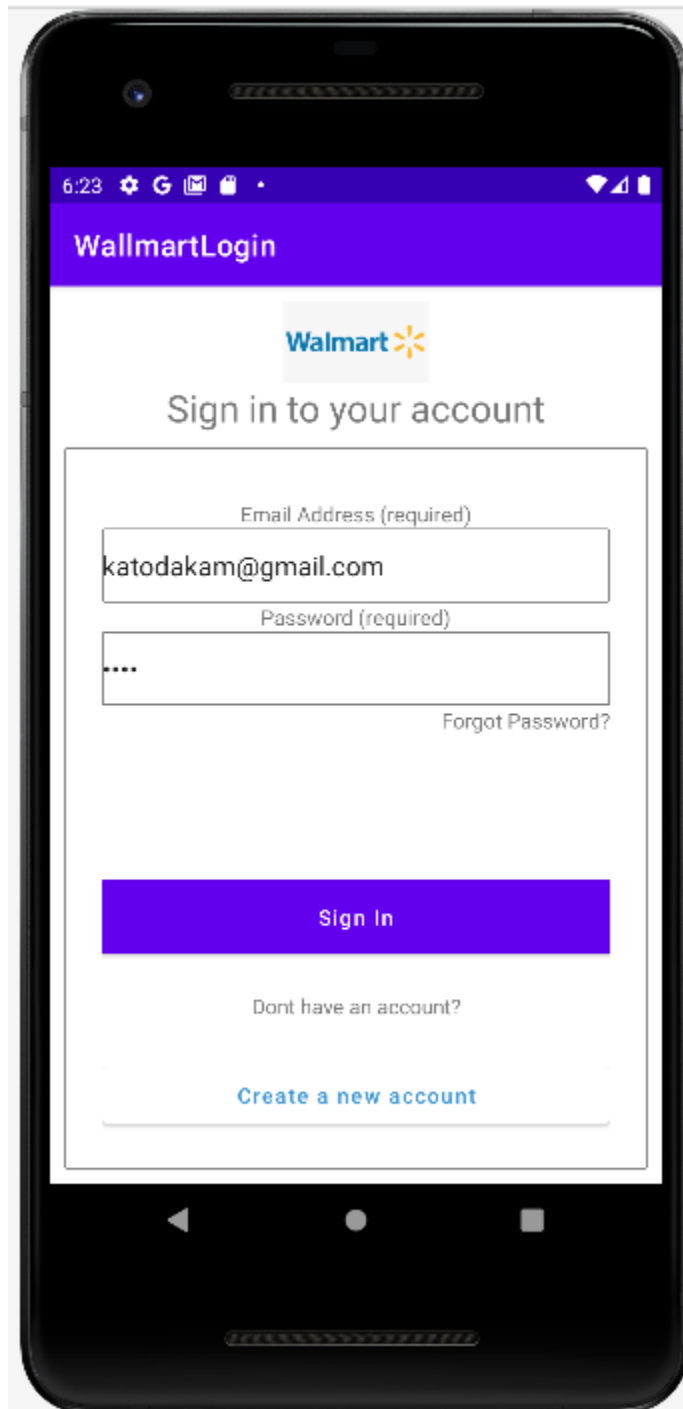 6:23
WallmartLogin
Walmart
Sign in to your account
Email Address (required)
katodakam@gmail.com
Password (required)
••••
Forgot Password?
Sign In
Dont have an account?
Create a new account